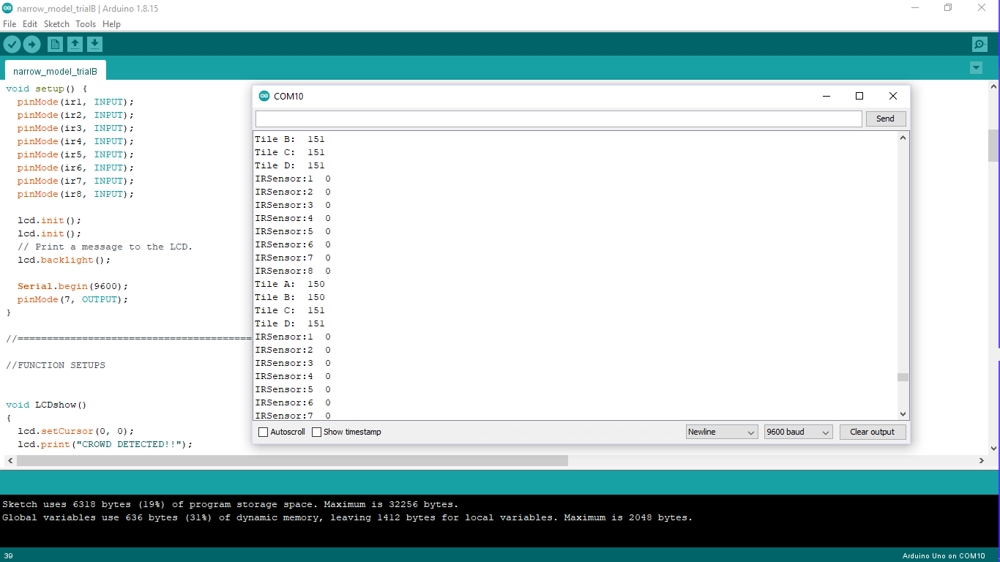 narrow_model_trialB | Arduino 1.8.15
File Edit Sketch Tools Help
narrow_model_trialB
void setup() {
pinMode(ir1, INPUT);
pinMode(ir2, INPUT);
pinMode(ir3, INPUT);
pinMode(ir4, INPUT);
pinMode(ir5, INPUT);
pinMode(ir6, INPUT);
pinMode(ir7, INPUT);
pinMode(ir8, INPUT);
lcd.init();
lcd.init();
// Print a message to the LCD.
lcd.backlight();
Serial.begin(9600);
pinMode(7, OUTPUT);
}
//========================================
//FUNCTION SETUPS
void LCDshow()
{
lcd.setCursor(0, 0);
lcd.print("CROWD DETECTED!!");
COM10
Send
Tile B: 151
Tile C: 151
Tile D: 151
IRSensor:1 0
IRSensor:2 0
IRSensor:3 0
IRSensor:4 0
IRSensor:5 0
IRSensor:6 0
IRSensor:7 0
IRSensor:8 0
Tile A: 150
Tile B: 150
Tile C: 151
Tile D: 151
IRSensor:1 0
IRSensor:2 0
IRSensor:3 0
IRSensor:4 0
IRSensor:5 0
IRSensor:6 0
IRSensor:7 0
Autoscroll Show timestamp Newline 9600 baud Clear output
Sketch uses 6318 bytes (19%) of program storage space. Maximum is 32256 bytes.
Global variables use 636 bytes (31%) of dynamic memory, leaving 1412 bytes for local variables. Maximum is 2048 bytes.
39 Arduino Uno on COM10